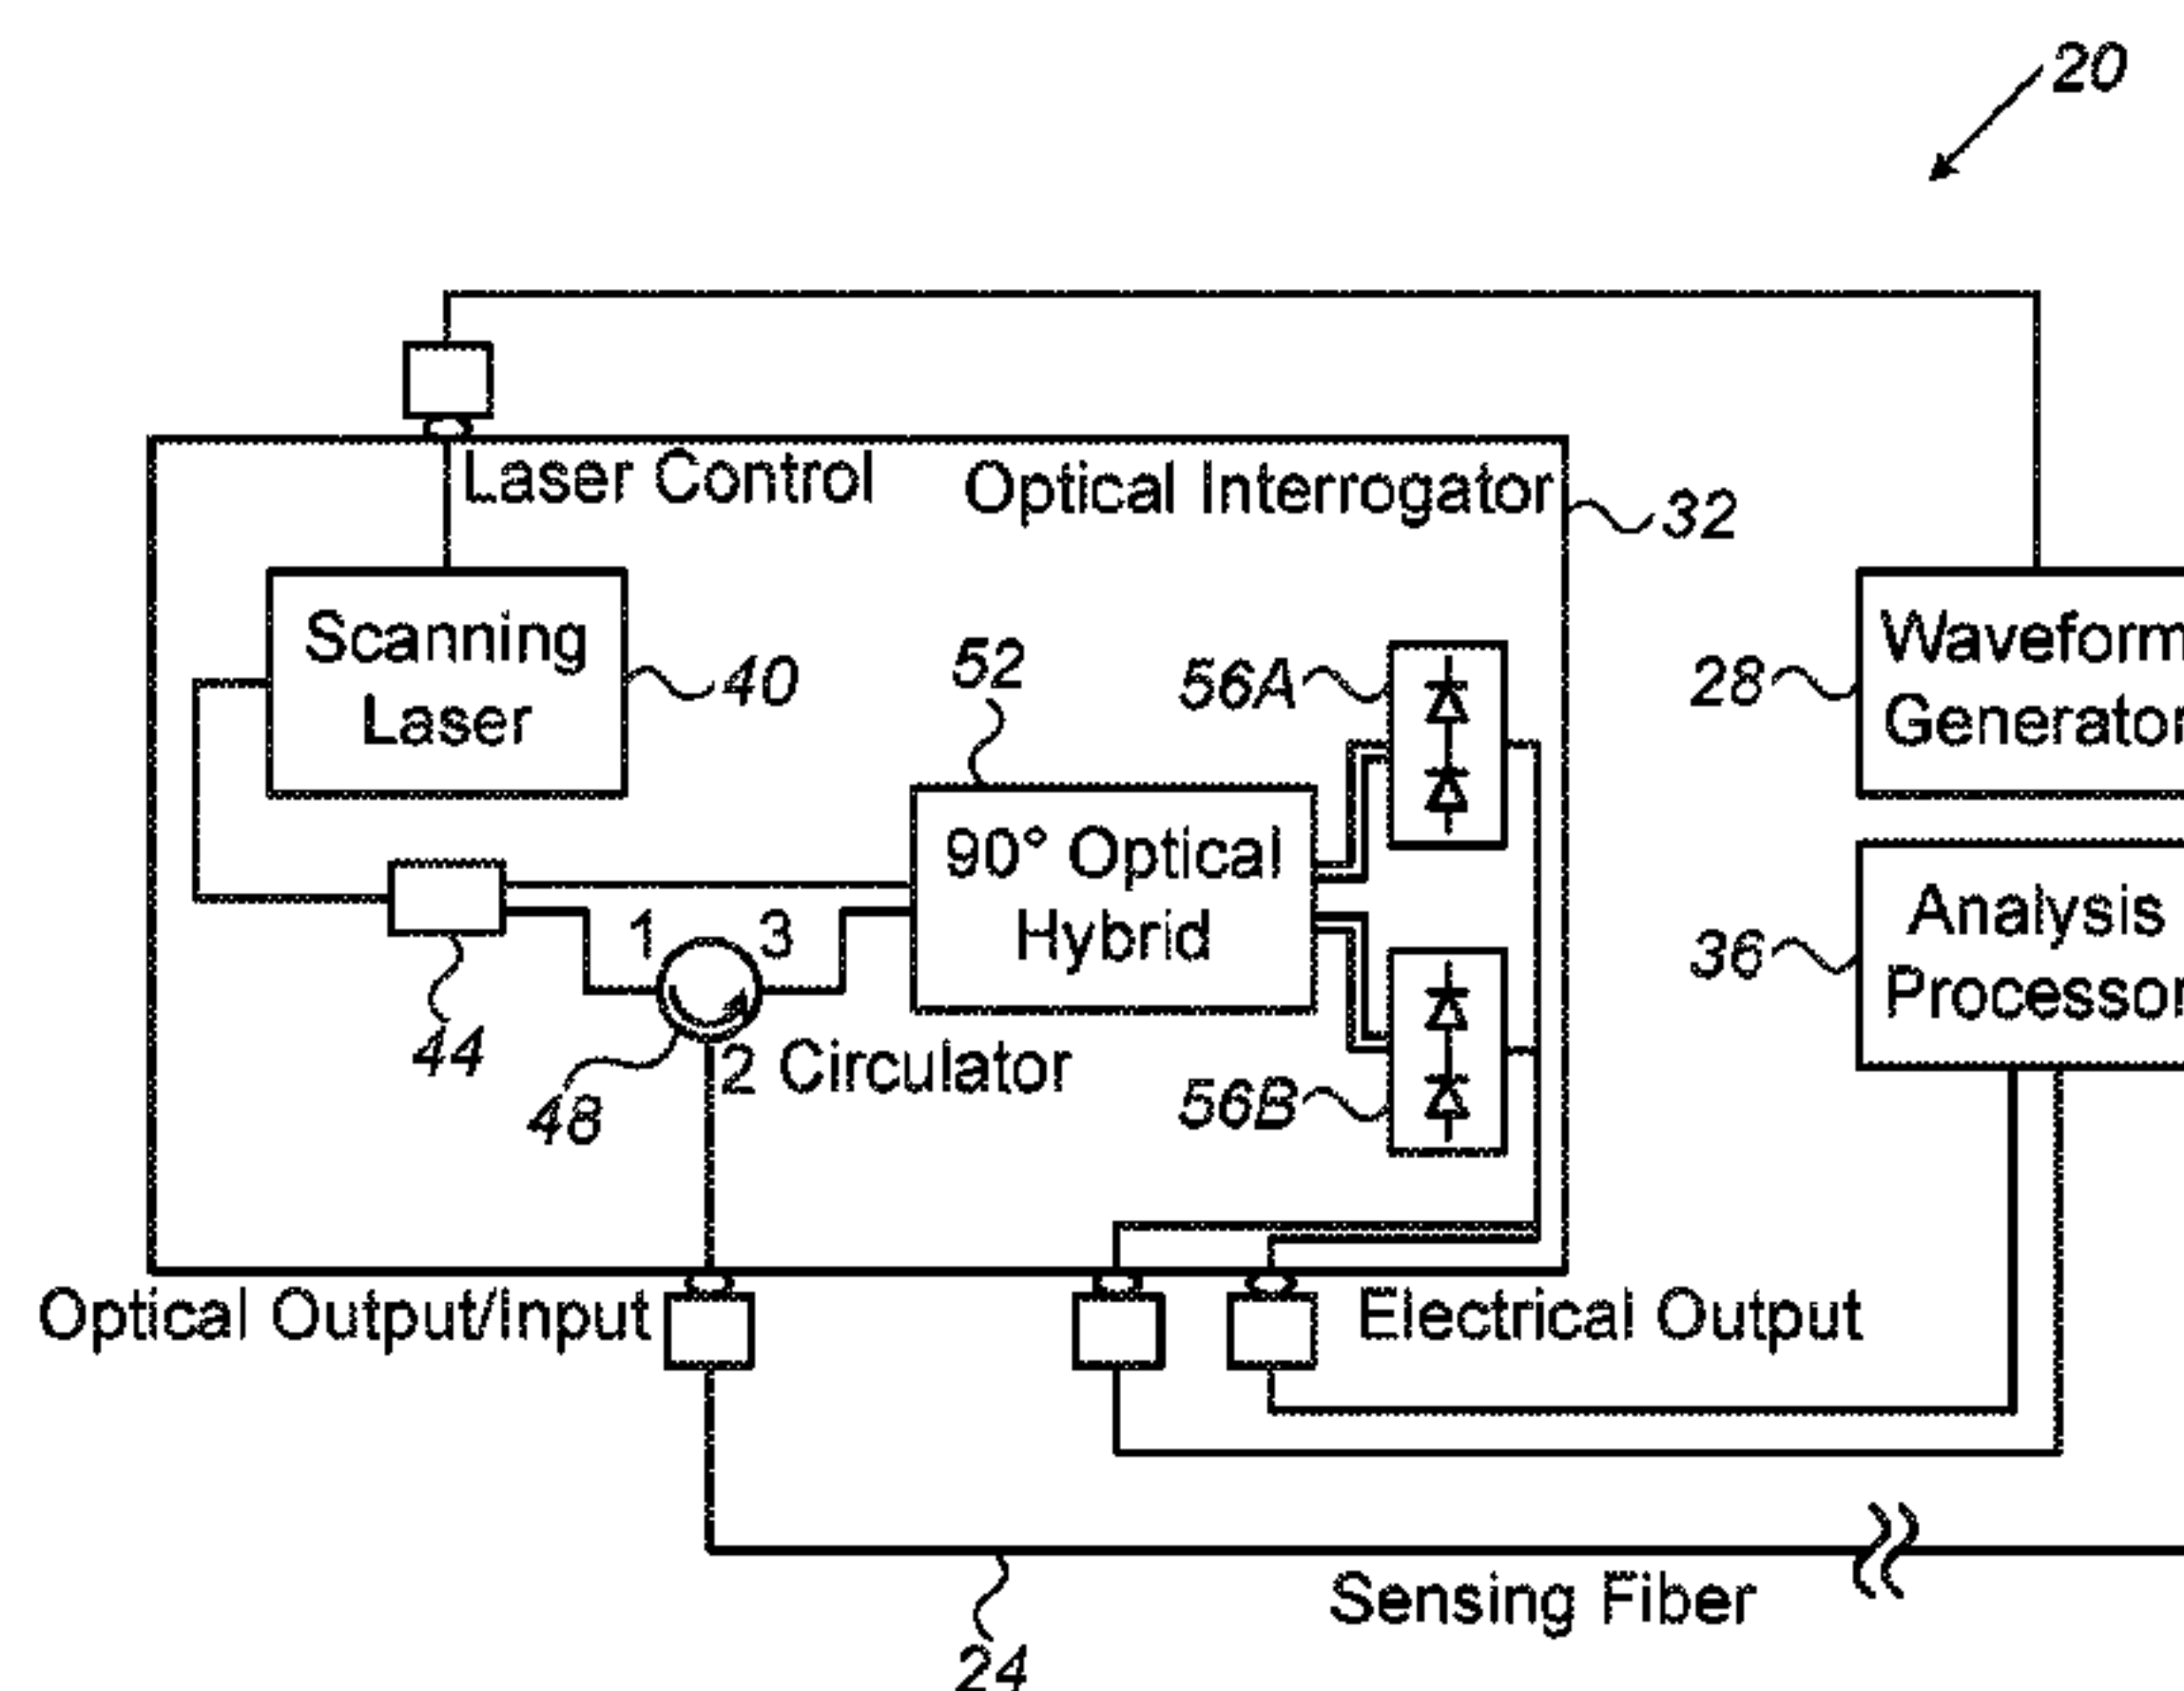 20
Laser Control
Optical Interrogator
32
Scanning
Laser
40
52
56A
28
Waveform
Generator
90° Optical
Hybrid
1
3
44
48
2 Circulator
56B
36
Analysis
Processor
Optical Output/Input
Electrical Output
Sensing Fiber
24